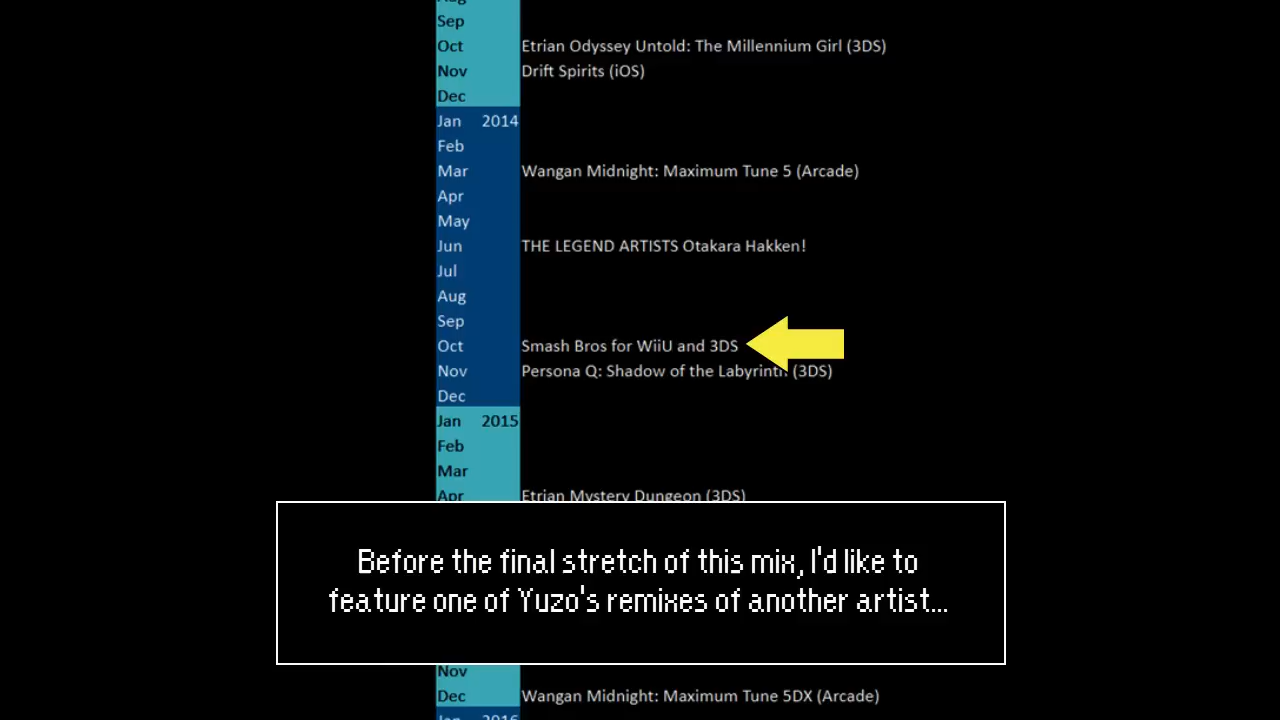 Aug
Sep
Oct Etrian Odyssey Untold: The Millennium Girl (3DS)
Nov Drift Spirits (iOS)
Dec
Jan 2014
Feb
Mar Wangan Midnight: Maximum Tune 5 (Arcade)
Apr
May
Jun THE LEGEND ARTISTS Otakara Hakken!
Jul
Aug
Sep
Oct Smash Bros for WiiU and 3DS
Nov Persona Q: Shadow of the Labyrinth (3DS)
Dec
Jan 2015
Feb
Mar
Apr Etrian Mystery Dungeon (3DS)
Before the final stretch of this mix, I'd like to
feature one of Yuzo's remixes of another artist...
Nov
Dec Wangan Midnight: Maximum Tune 5DX (Arcade)
Jan 2016